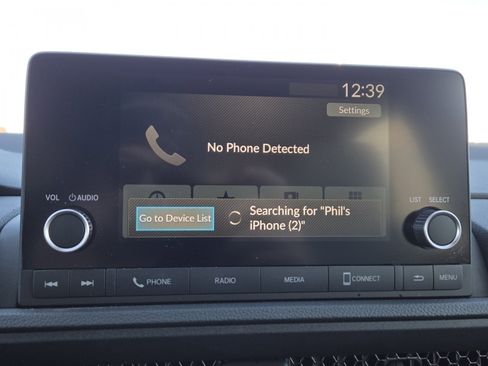 12:39
Settings
No Phone Detected
VOL
AUDIO
LIST
SELECT
Go to Device List
Searching for "Phil's
iPhone (2)"
PHONE
RADIO
MEDIA
CONNECT
MENU